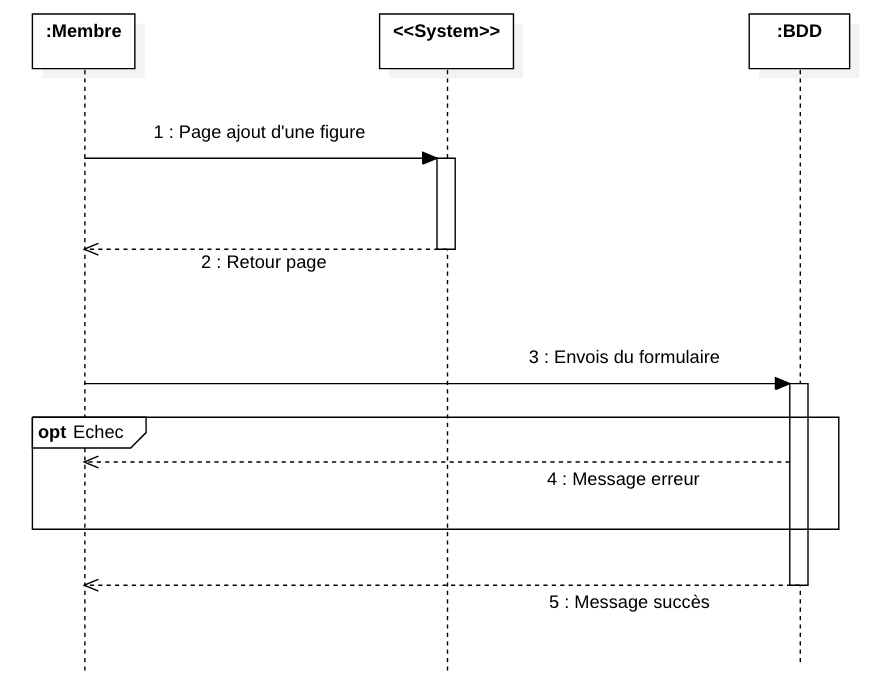 :Membre
<<System>>
:BDD
1 : Page ajout d'une figure
2 : Retour page
3 : Envois du formulaire
opt Echec
4 : Message erreur
5 : Message succès